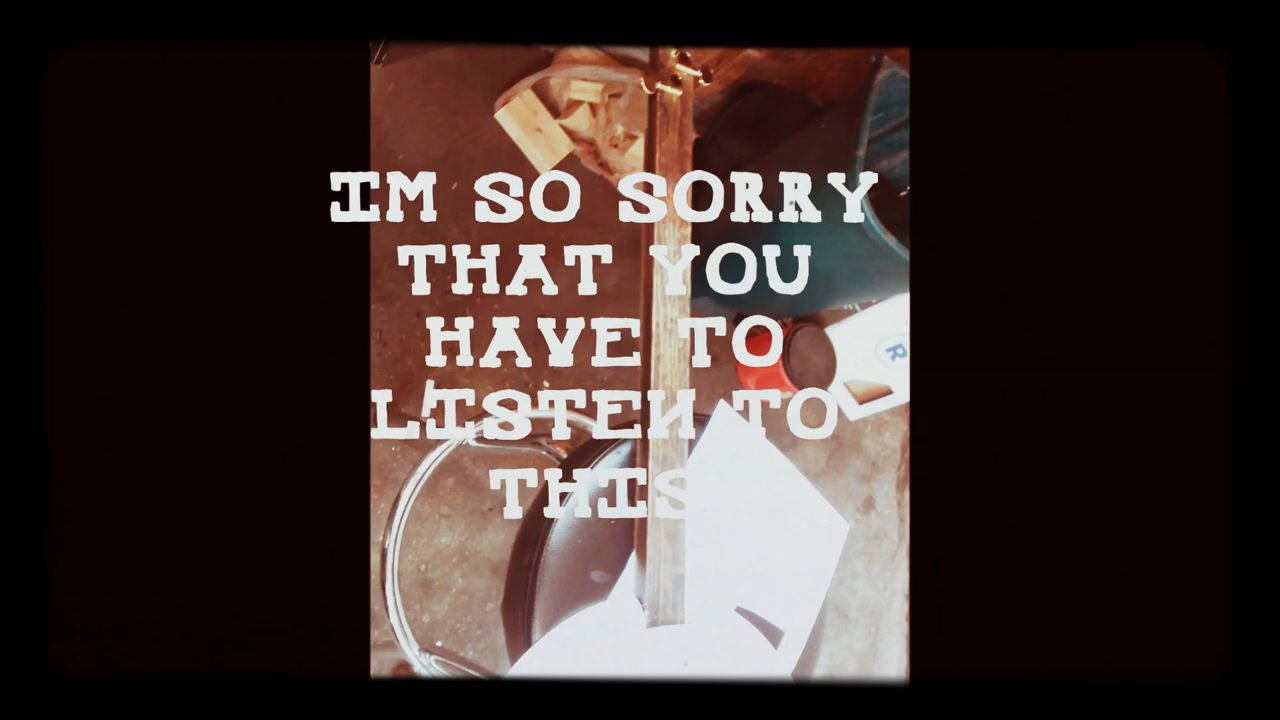 IM SO SORRY
THAT YOU
HAVE TO
LISTEN TO
THIS
R